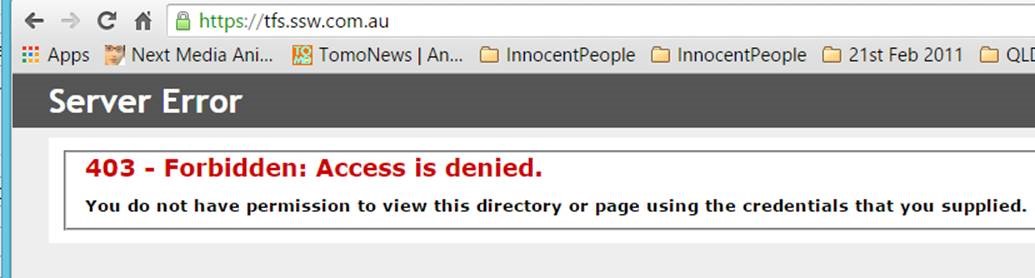 https://tfs.ssw.com.au
Apps Next Media Ani... TomoNews | An... InnocentPeople InnocentPeople 21st Feb 2011 QLD
Server Error
403 - Forbidden: Access is denied.
You do not have permission to view this directory or page using the credentials that you supplied.